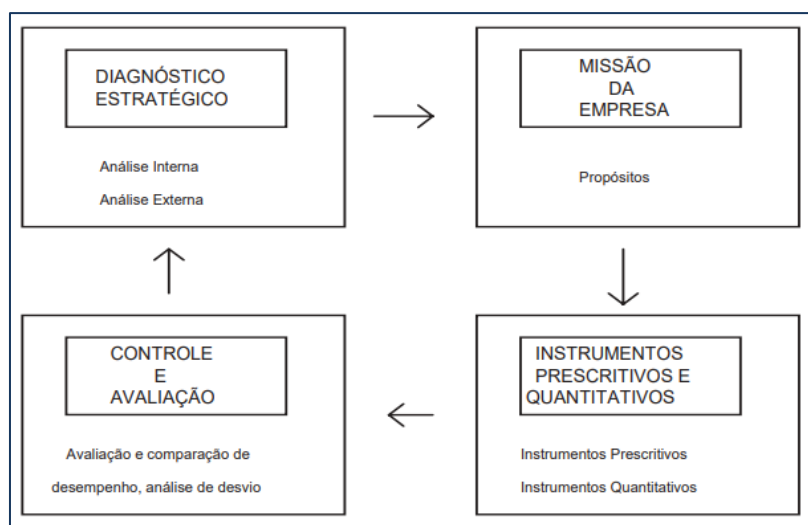 DIAGNÓSTICO
ESTRATÉGICO
Análise Interna
Análise Externa
MISSÃO
DA
EMPRESA
Propósitos
INSTRUMENTOS
PRESCRITIVOS E
QUANTITATIVOS
Instrumentos Prescritivos
Instrumentos Quantitativos
CONTROLE
E
AVALIAÇÃO
Avaliação e comparação de
desempenho, análise de desvio